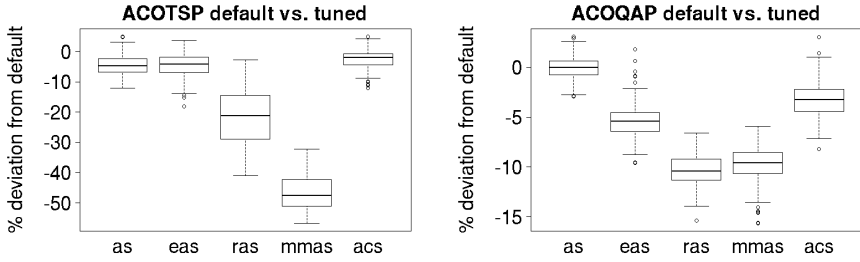 ACOTSP default vs. tuned
% deviation from default
0
-10
-20
-30
-40
-50
as eas ras mmas acs
ACOQAP default vs. tuned
% deviation from default
0
-5
-10
-15
as eas ras mmas acs